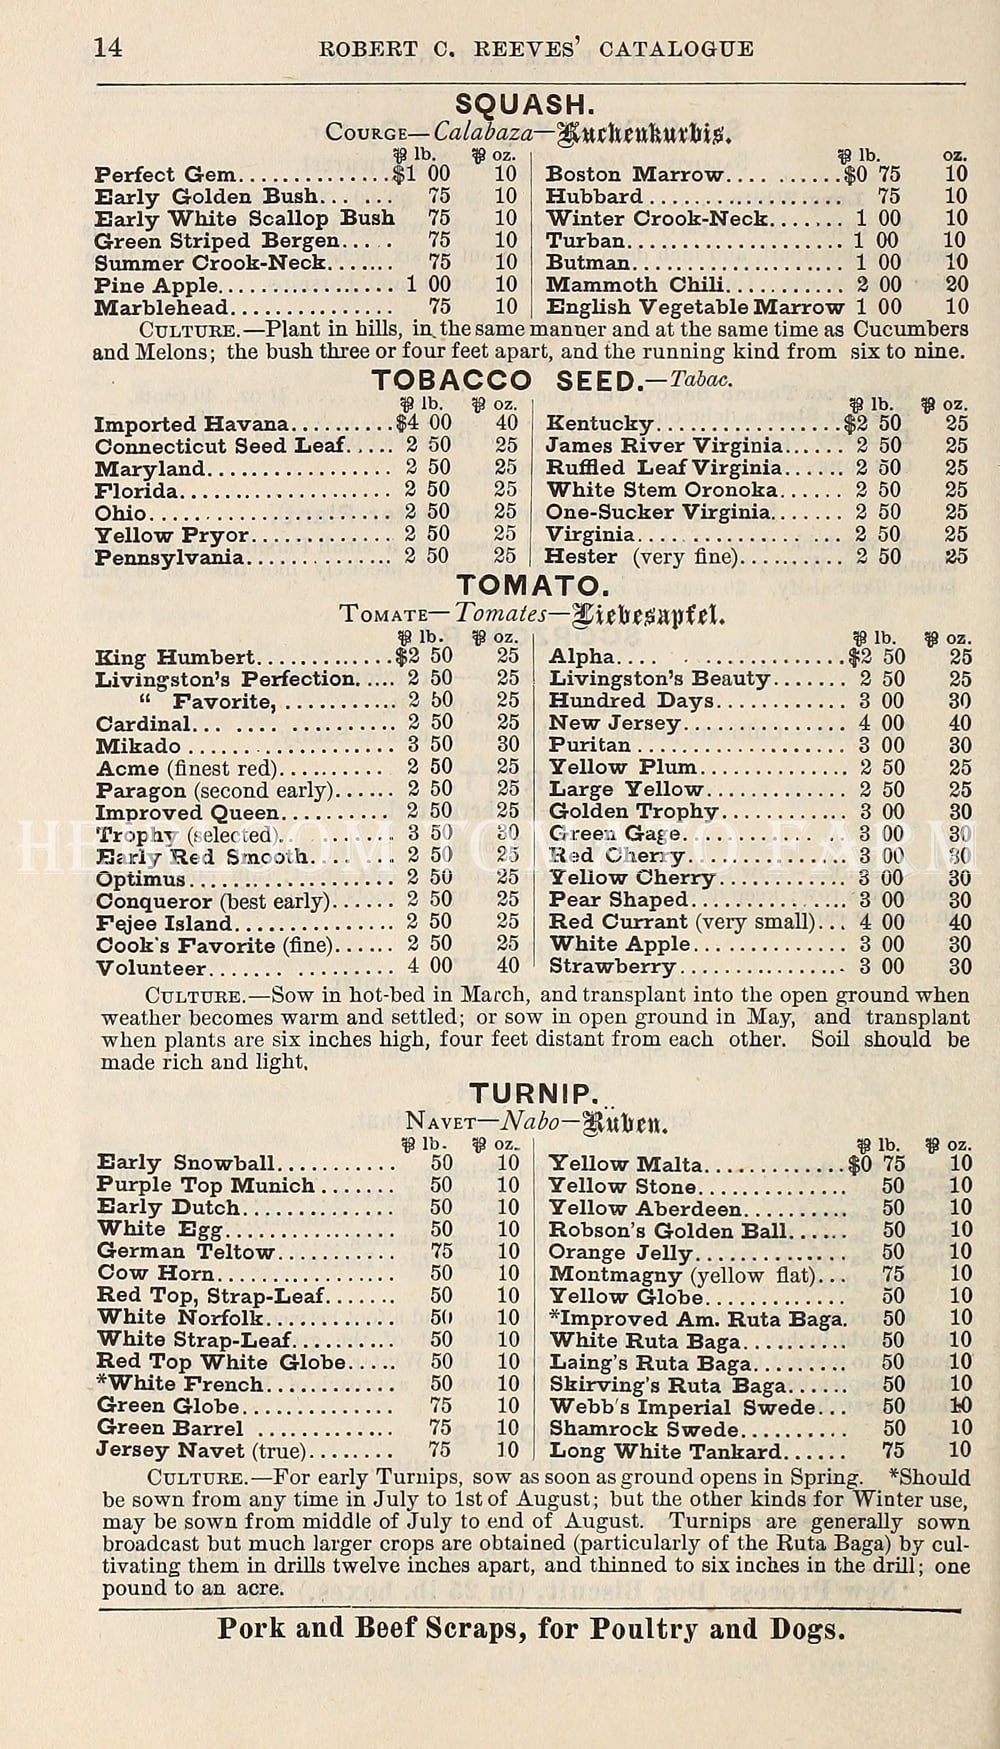 14 ROBERT C. REEVES' CATALOGUE
SQUASH.
COURGE—Calabaza—Kuchenkurbis.
℔ lb. ℔ oz.
Perfect Gem..............$1 00 10
Early Golden Bush....... 75 10
Early White Scallop Bush 75 10
Green Striped Bergen..... 75 10
Summer Crook-Neck....... 75 10
Pine Apple................ 1 00 10
Marblehead............... 75 10
lb. oz.
Boston Marrow.............$0 75 10
Hubbard.................... 75 10
Winter Crook-Neck....... 1 00 10
Turban..................... 1 00 10
Butman.................... 1 00 10
Mammoth Chili........... 2 00 20
English Vegetable Marrow 1 00 10
CULTURE.—Plant in hills, in the same manner and at the same time as Cucumbers
and Melons; the bush three or four feet apart, and the running kind from six to nine.
TOBACCO SEED.—Tabac.
lb. oz.
Imported Havana..........$4 00 40
Connecticut Seed Leaf..... 2 50 25
Maryland.................. 2 50 25
Florida.................... 2 50 25
Ohio....................... 2 50 25
Yellow Pryor.............. 2 50 25
Pennsylvania.............. 2 50 25
lb. oz.
Kentucky.................$2 50 25
James River Virginia...... 2 50 25
Ruffled Leaf Virginia...... 2 50 25
White Stem Oronoka...... 2 50 25
One-Sucker Virginia....... 2 50 25
Virginia................... 2 50 25
Hester (very fine).......... 2 50 25
TOMATO.
TOMATE—Tomates—Liebesapfel.
lb. oz.
King Humbert.............$2 50 25
Livingston's Perfection..... 2 50 25
" Favorite,........... 2 50 25
Cardinal... ............... 2 50 25
Mikado .................... 3 50 30
Acme (finest red).......... 2 50 25
Paragon (second early)...... 2 50 25
Improved Queen........... 2 50 25
Trophy (selected)........... 3 50 30
Early Red Smooth........ 2 50 25
Optimus................... 2 50 25
Conqueror (best early)...... 2 50 25
Fejee Island............... 2 50 25
Cook's Favorite (fine)...... 2 50 25
Volunteer....... ......... 4 00 40
lb. oz.
Alpha.... ...............$2 50 25
Livingston's Beauty....... 2 50 25
Hundred Days............ 3 00 30
New Jersey................ 4 00 40
Puritan .................... 3 00 30
Yellow Plum.............. 2 50 25
Large Yellow.............. 2 50 25
Golden Trophy............ 3 00 30
Green Gage................ 3 00 30
Red Cherry................ 3 00 30
Yellow Cherry............. 3 00 30
Pear Shaped............... 3 00 30
Red Currant (very small)... 4 00 40
White Apple............... 3 00 30
Strawberry................ 3 00 30
HEIRLOOM TOMATO FARM
CULTURE.—Sow in hot-bed in March, and transplant into the open ground when
weather becomes warm and settled; or sow in open ground in May, and transplant
when plants are six inches high, four feet distant from each other. Soil should be
made rich and light.
TURNIP.
NAVET—Nabo—Rüben.
lb. oz.
Early Snowball............ 50 10
Purple Top Munich ....... 50 10
Early Dutch............... 50 10
White Egg................. 50 10
German Teltow............ 75 10
Cow Horn.................. 50 10
Red Top, Strap-Leaf....... 50 10
White Norfolk............. 50 10
White Strap-Leaf.......... 50 10
Red Top White Globe..... 50 10
*White French............. 50 10
Green Globe............... 75 10
Green Barrel ............. 75 10
Jersey Navet (true)......... 75 10
lb. oz.
Yellow Malta..............$0 75 10
Yellow Stone.............. 50 10
Yellow Aberdeen.......... 50 10
Robson's Golden Ball...... 50 10
Orange Jelly.............. 50 10
Montmagny (yellow flat)... 75 10
Yellow Globe............. 50 10
*Improved Am. Ruta Baga. 50 10
White Ruta Baga.......... 50 10
Laing's Ruta Baga......... 50 10
Skirving's Ruta Baga...... 50 10
Webb's Imperial Swede... 50 10
Shamrock Swede.......... 50 10
Long White Tankard...... 75 10
CULTURE.—For early Turnips, sow as soon as ground opens in Spring. *Should
be sown from any time in July to 1st of August; but the other kinds for Winter use,
may be sown from middle of July to end of August. Turnips are generally sown
broadcast but much larger crops are obtained (particularly of the Ruta Baga) by cul-
tivating them in drills twelve inches apart, and thinned to six inches in the drill; one
pound to an acre.
Pork and Beef Scraps, for Poultry and Dogs.